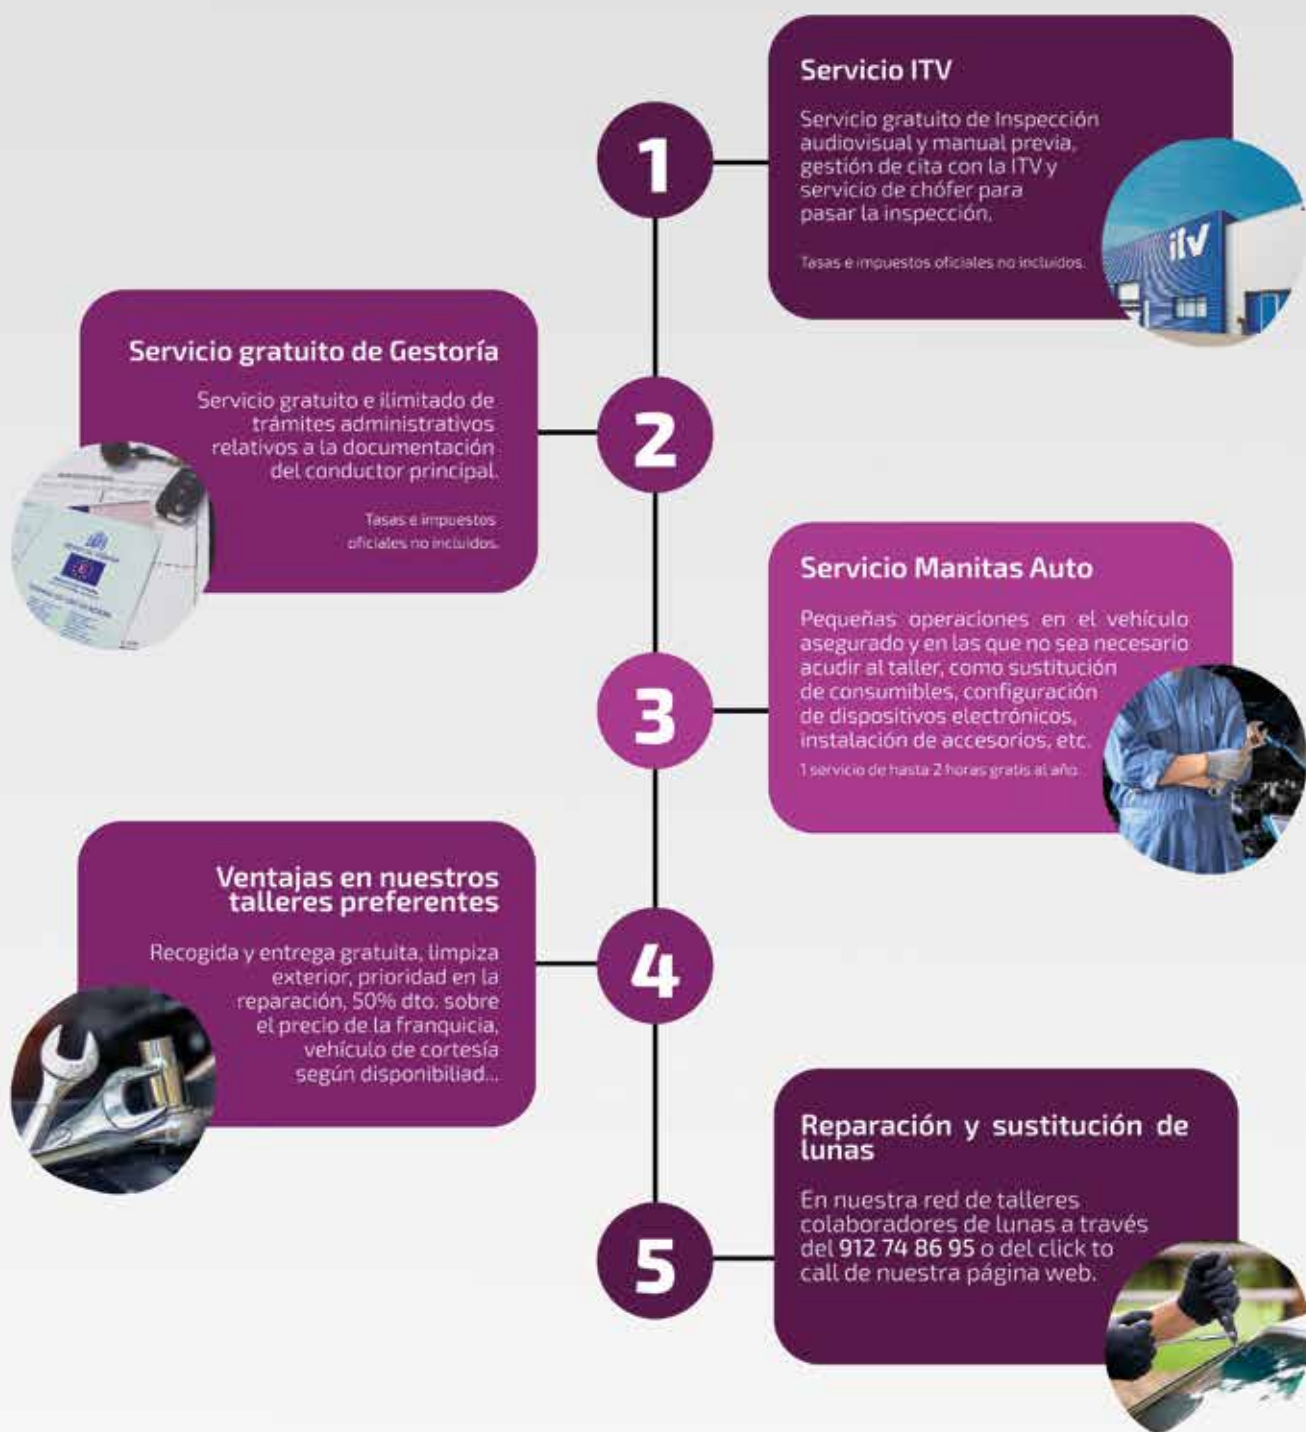 1
Servicio ITV
Servicio gratuito de Inspección
audiovisual y manual previa,
gestión de cita con la ITV y
servicio de chófer para
pasar la inspección.
Tasas e impuestos oficiales no incluidos.
itv
2
Servicio gratuito de Gestoría
Servicio gratuito e ilimitado de
trámites administrativos
relativos a la documentación
del conductor principal.
Tasas e impuestos
oficiales no incluidos.
3
Servicio Manitas Auto
Pequeñas operaciones en el vehículo
asegurado y en las que no sea necesario
acudir al taller, como sustitución
de consumibles, configuración
de dispositivos electrónicos,
instalación de accesorios, etc.
1 servicio de hasta 2 horas gratis al año.
4
Ventajas en nuestros
talleres preferentes
Recogida y entrega gratuita, limpiza
exterior, prioridad en la
reparación, 50% dto. sobre
el precio de la franquicia,
vehículo de cortesía
según disponibiliad...
5
Reparación y sustitución de
lunas
En nuestra red de talleres
colaboradores de lunas a través
del 912 74 86 95 o del click to
call de nuestra página web.